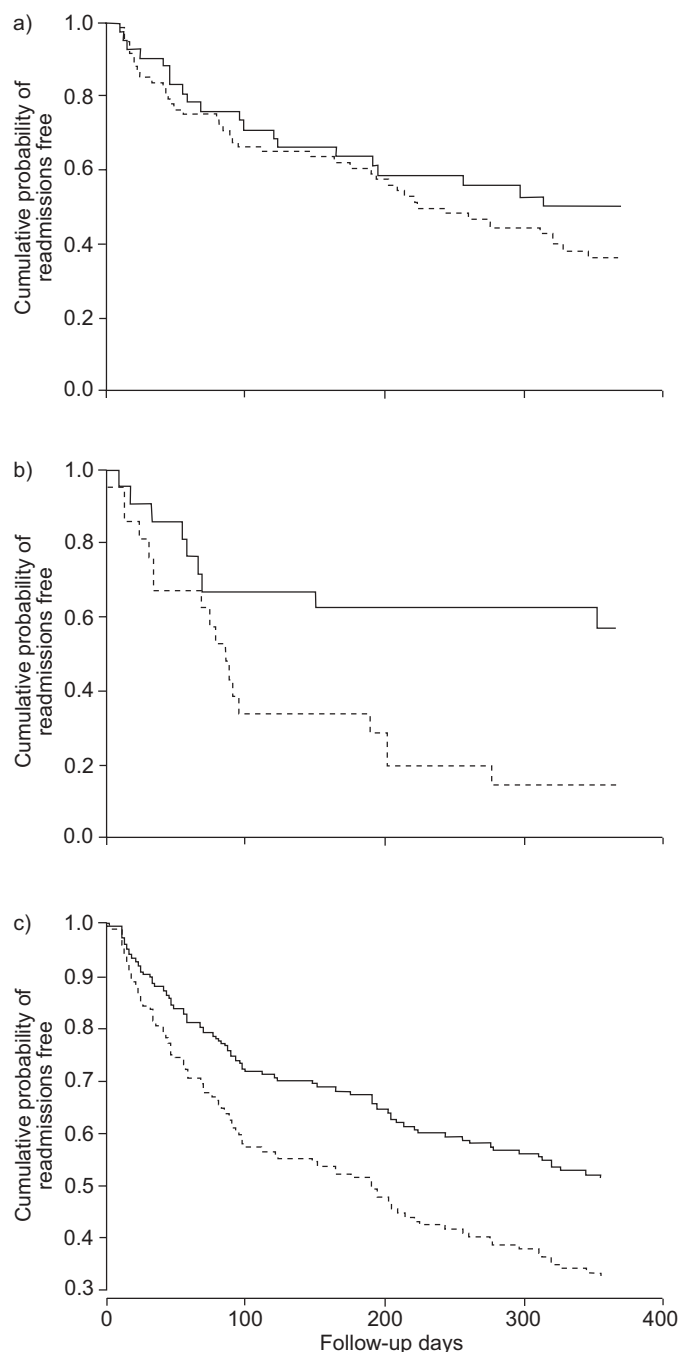 a)
1.0
0.8
0.6
0.4
0.2
0.0
Cumulative probability of
readmissions free
b)
1.0
0.8
0.6
0.4
0.2
0.0
Cumulative probability of
readmissions free
c)
1.0
0.9
0.8
0.7
0.6
0.5
0.4
0.3
Cumulative probability of
readmissions free
0 100 200 300 400
Follow-up days